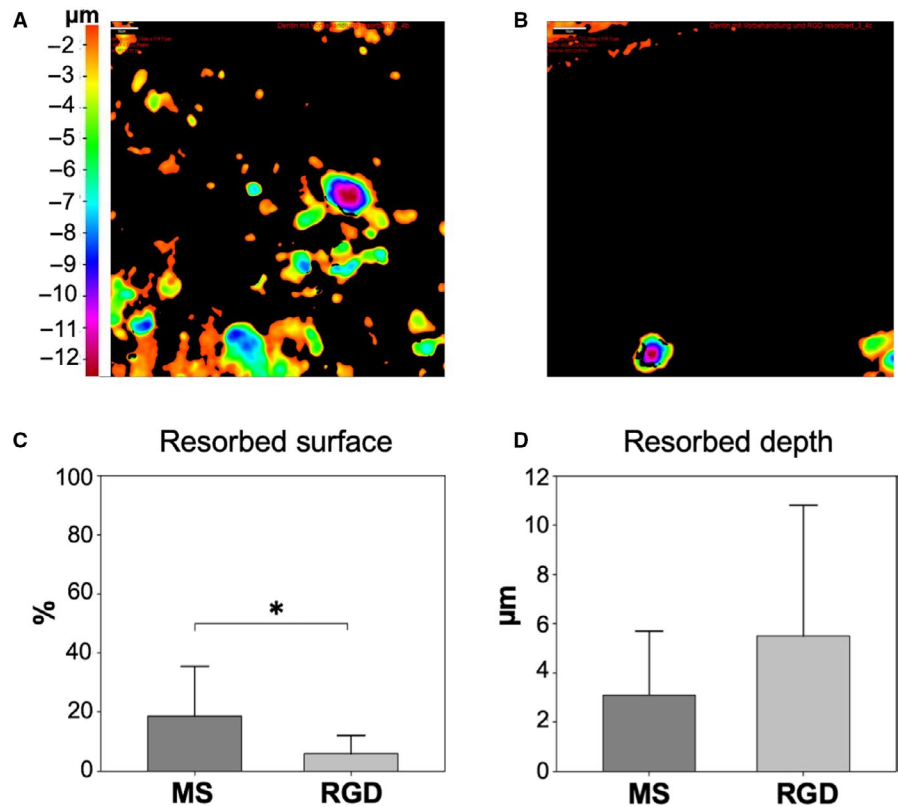 A
µm
–2
–3
–4
–5
–6
–7
–8
–9
–10
–11
–12
B
Dentin mit Vorbehandlung und RGD resorbiert_3_4c
C
Resorbed surface
100
80
60
40
20
0
%
*
MS
RGD
D
Resorbed depth
12
10
8
6
4
2
0
µm
MS
RGD